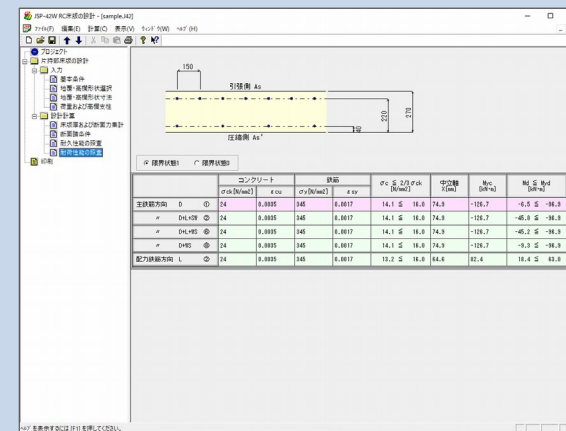 JSP-42W RC床版の設計 - [sample.J42]
ファイル(F) 編集(E) 計算(C) 表示(V) ウィンドウ(W) ヘルプ(H)
プロジェクト
片持部床版の設計
入力
基本条件
地覆・高欄形状選択
地覆・高欄形状寸法
荷重および高欄支柱
設計計算
床版厚および断面力集計
断面諸条件
耐久性能の照査
耐荷性能の照査
印刷
150
引張側 As
圧縮側 As'
40
220
270
限界状態1 限界状態3
コンクリート 鉄筋 σc ≦ 2/3σck [N/mm2] 中立軸 X[mm] Myc [kN・m] Md ≦ Myd [kN・m]
σck[N/mm2] ε cu σy[N/mm2] ε sy
主鉄筋方向 D ① 24 0.0035 345 0.0017 14.1 ≦ 16.0 74.9 -126.7 -6.5 ≦ -96.9
〃 D+L+SW ② 24 0.0035 345 0.0017 14.1 ≦ 16.0 74.9 -126.7 -45.8 ≦ -96.9
〃 D+L+WS ⑥ 24 0.0035 345 0.0017 14.1 ≦ 16.0 74.9 -126.7 -45.2 ≦ -96.9
〃 D+WS 24 0.0035 345 0.0017 14.1 ≦ 16.0 74.9 -126.7 -9.3 ≦ -96.9
配力鉄筋方向 L ② 24 0.0035 345 0.0017 13.2 ≦ 16.0 64.6 82.4 18.4 ≦ 63.0
ヘルプを表示するには [F1] を押してください。